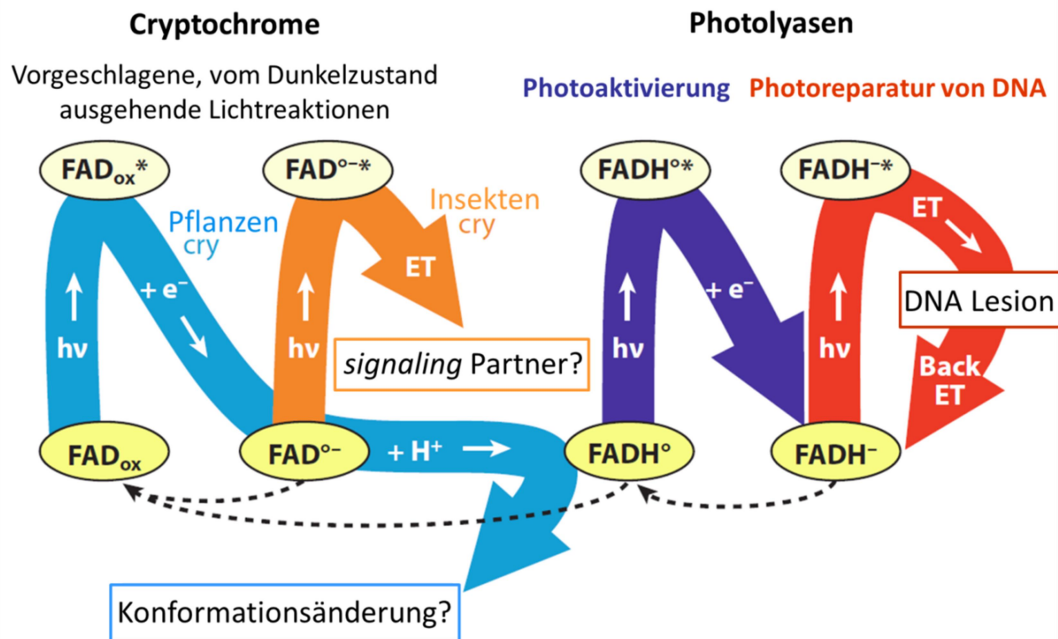 Cryptochrome
Vorgeschlagene, vom Dunkelzustand
ausgehende Lichtreaktionen
Photolyasen
Photoaktivierung
Photoreparatur von DNA
FADox*
FAD°–*
FADH°*
FADH–*
Pflanzen
cry
Insekten
cry
+ e–
ET
hν
hν
signaling Partner?
+ e–
hν
ET
DNA Lesion
hν
Back
ET
FADox
FAD°–
+ H+
FADH°
FADH–
Konformationsänderung?